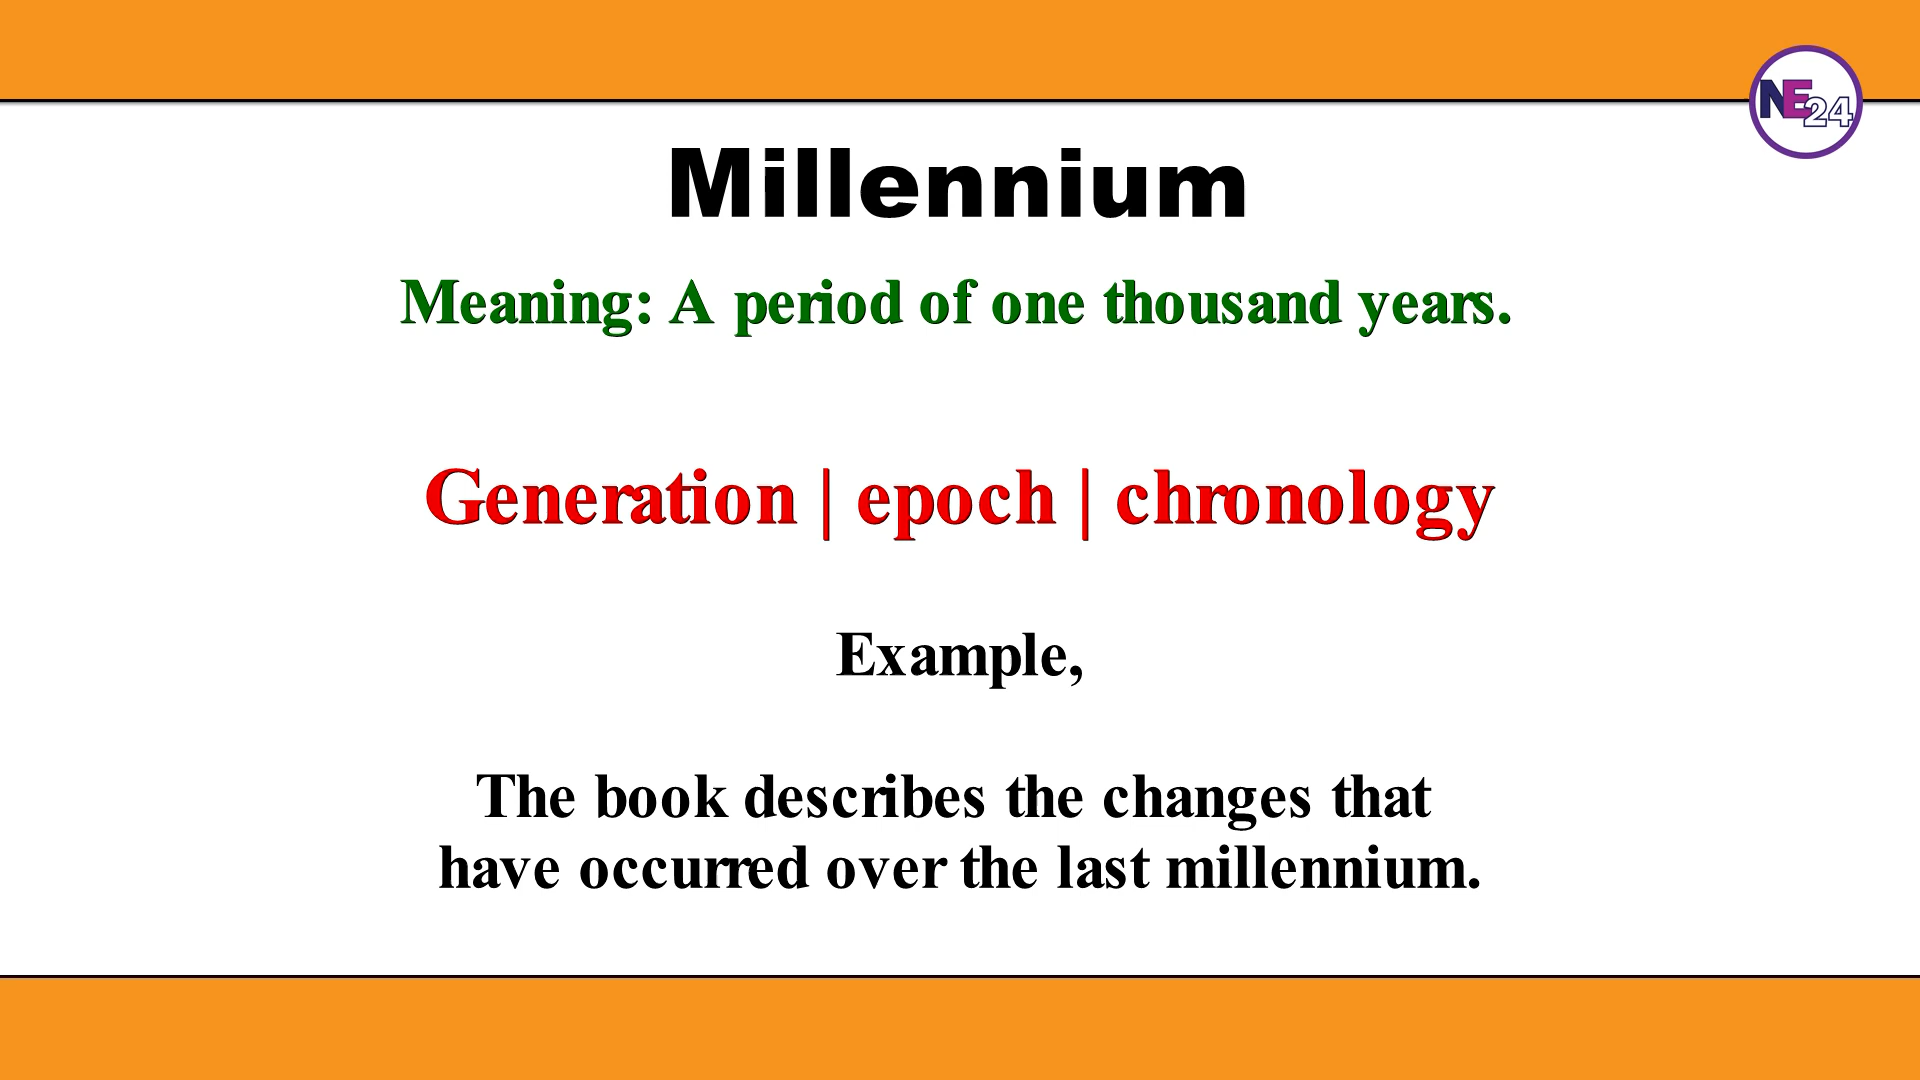 NE24
Millennium
Meaning: A period of one thousand years.
Generation | epoch | chronology
Example,
The book describes the changes that
have occurred over the last millennium.